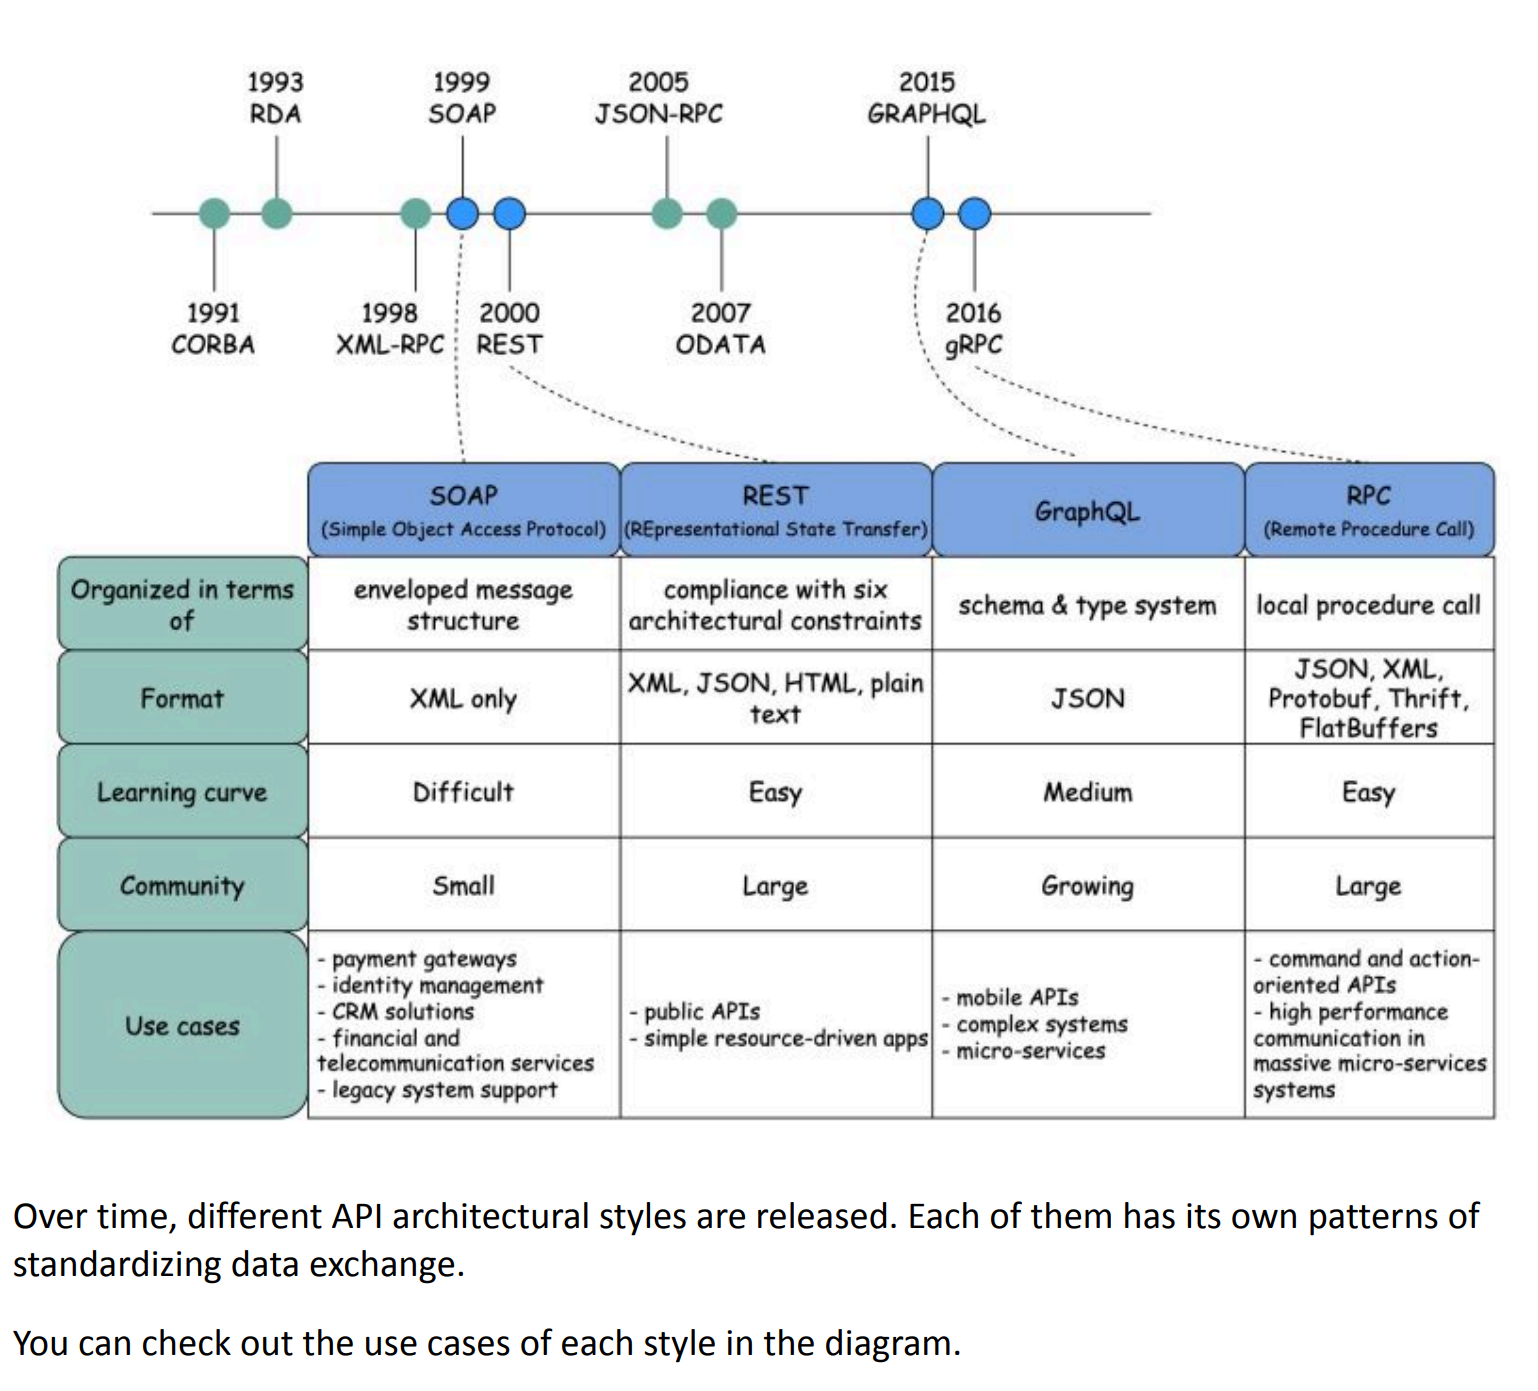 1993
RDA
1999
SOAP
2005
JSON-RPC
2015
GRAPHQL
1991
CORBA
1998
XML-RPC
2000
REST
2007
ODATA
2016
gRPC
SOAP
(Simple Object Access Protocol)
REST
(REpresentational State Transfer)
GraphQL
RPC
(Remote Procedure Call)
Organized in terms
of
enveloped message
structure
compliance with six
architectural constraints
schema & type system
local procedure call
Format
XML only
XML, JSON, HTML, plain
text
JSON
JSON, XML,
Protobuf, Thrift,
FlatBuffers
Learning curve
Difficult
Easy
Medium
Easy
Community
Small
Large
Growing
Large
Use cases
- payment gateways
- identity management
- CRM solutions
- financial and
telecommunication services
- legacy system support
- public APIs
- simple resource-driven apps
- mobile APIs
- complex systems
- micro-services
- command and action-
oriented APIs
- high performance
communication in
massive micro-services
systems
Over time, different API architectural styles are released. Each of them has its own patterns of
standardizing data exchange.
You can check out the use cases of each style in the diagram.